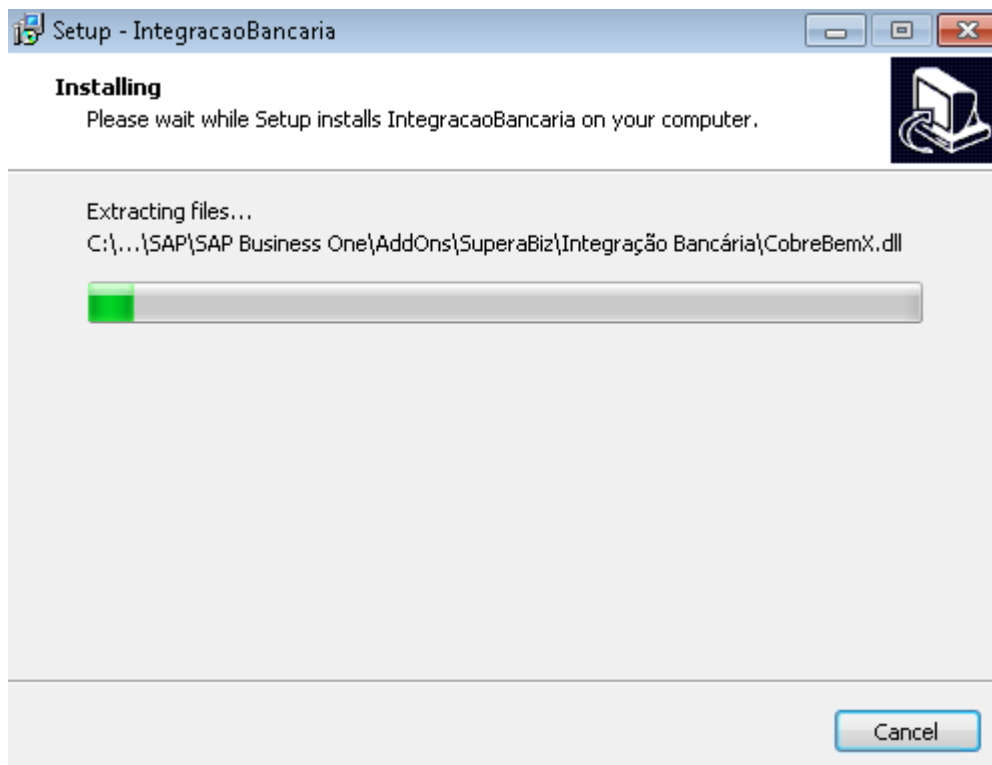 Setup - IntegracaoBancaria
Installing
Please wait while Setup installs IntegracaoBancaria on your computer.
Extracting files...
C:\...\SAP\SAP Business One\AddOns\SuperaBiz\Integração Bancária\CobreBemX.dll
Cancel